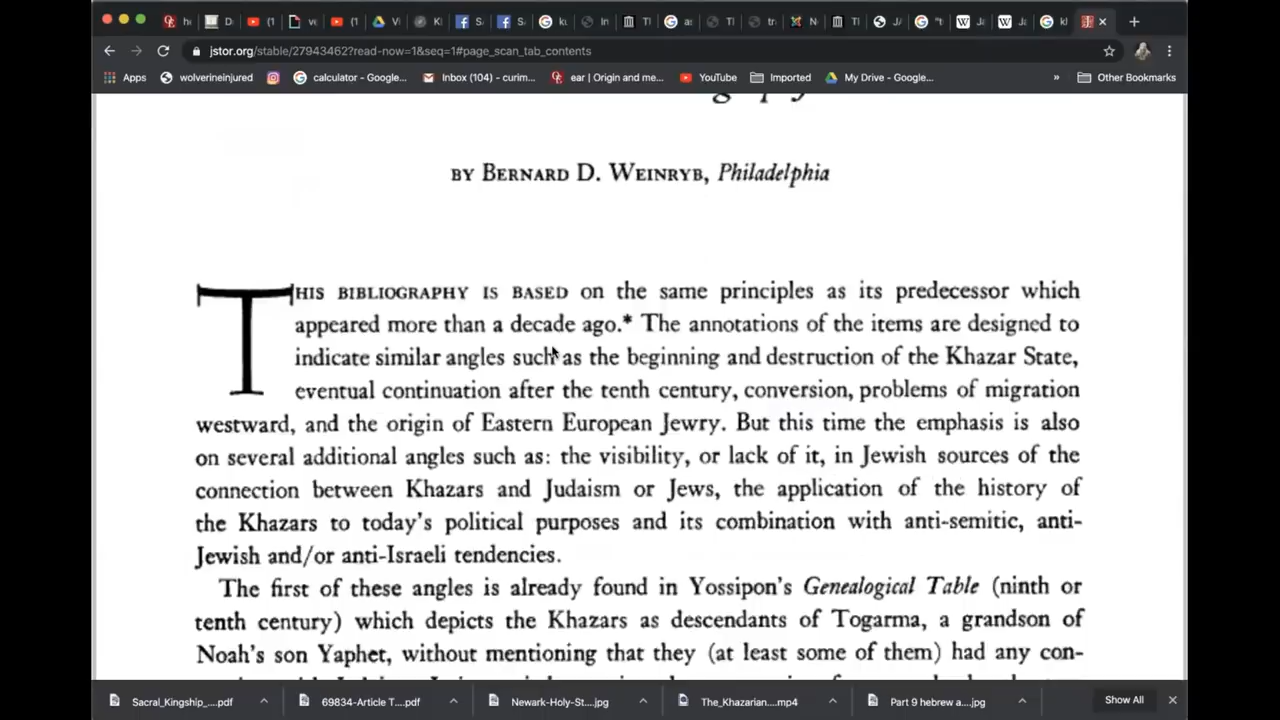 jstor.org/stable/27943462?read-now=1&seq=1#page_scan_tab_contents
Apps wolverineinjured calculator - Google... Inbox (104) - curim... ear | Origin and me... YouTube Imported My Drive - Google... » Other Bookmarks
BY BERNARD D. WEINRYB, Philadelphia
THIS BIBLIOGRAPHY IS BASED on the same principles as its predecessor which
appeared more than a decade ago.* The annotations of the items are designed to
indicate similar angles such as the beginning and destruction of the Khazar State,
eventual continuation after the tenth century, conversion, problems of migration
westward, and the origin of Eastern European Jewry. But this time the emphasis is also
on several additional angles such as: the visibility, or lack of it, in Jewish sources of the
connection between Khazars and Judaism or Jews, the application of the history of
the Khazars to today's political purposes and its combination with anti-semitic, anti-
Jewish and/or anti-Israeli tendencies.
The first of these angles is already found in Yossipon's Genealogical Table (ninth or
tenth century) which depicts the Khazars as descendants of Togarma, a grandson of
Noah's son Yaphet, without mentioning that they (at least some of them) had any con-
Sacral_Kingship_....pdf 69834-Article T....pdf Newark-Holy-St....jpg The_Khazarian....mp4 Part 9 hebrew a....jpg Show All